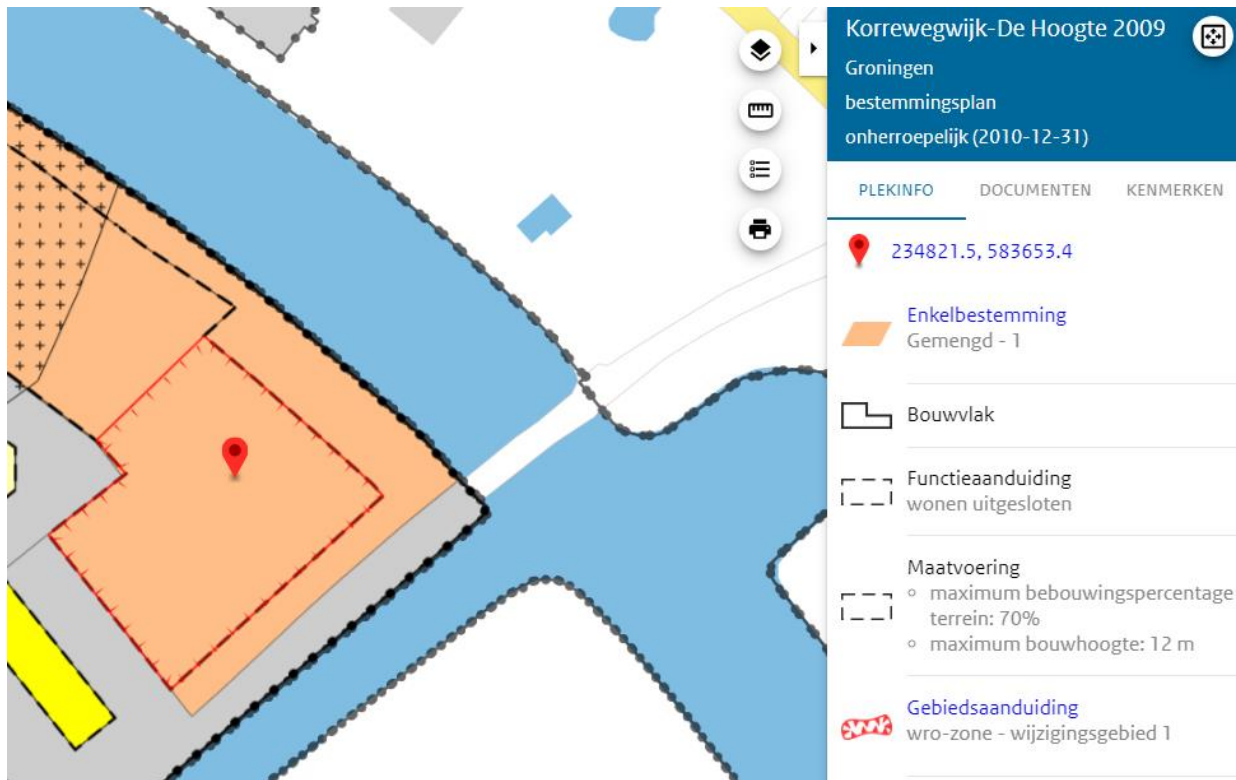 Korrewegwijk-De Hoogte 2009
Groningen
bestemmingsplan
onherroepelijk (2010-12-31)
PLEKINFO DOCUMENTEN KENMERKEN
234821.5, 583653.4
Enkelbestemming
Gemengd - 1
Bouwvlak
Functieaanduiding
wonen uitgesloten
Maatvoering
maximum bebouwingspercentage
terrein: 70%
maximum bouwhoogte: 12 m
Gebiedsaanduiding
wro-zone - wijzigingsgebied 1